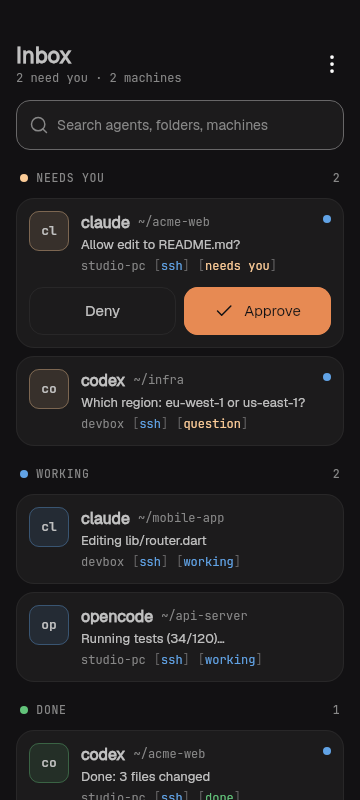 Inbox
2 need you · 2 machines
Search agents, folders, machines
NEEDS YOU 2
cl claude ~/acme-web
Allow edit to README.md?
studio-pc [ssh] [needs you]
Deny Approve
co codex ~/infra
Which region: eu-west-1 or us-east-1?
devbox [ssh] [question]
WORKING 2
cl claude ~/mobile-app
Editing lib/router.dart
devbox [ssh] [working]
op opencode ~/api-server
Running tests (34/120)…
studio-pc [ssh] [working]
DONE 1
co codex ~/acme-web
Done: 3 files changed
studio-pc [ssh] [done]